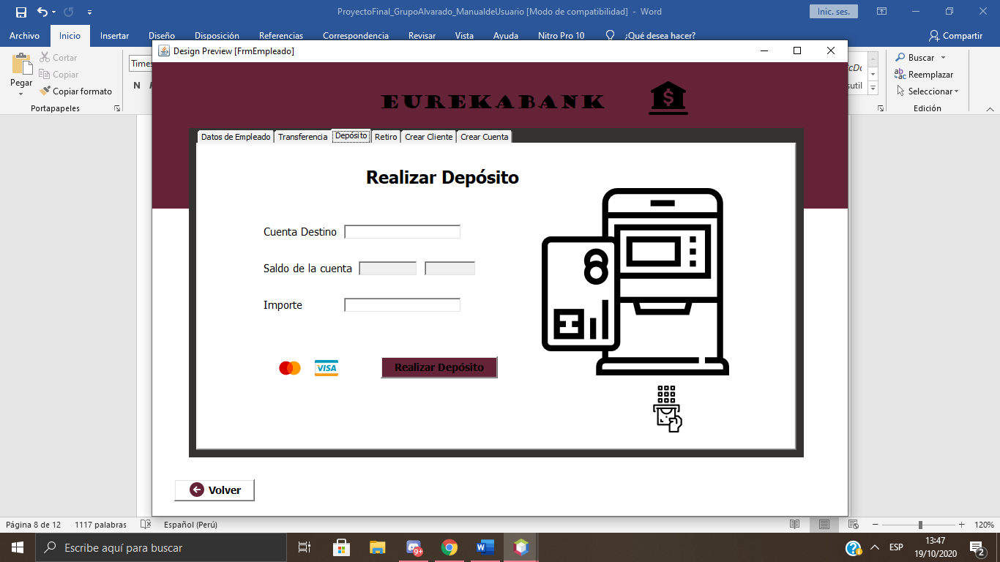 ProyectoFinal_GrupoAlvarado_ManualdeUsuario [Modo de compatibilidad] - Word
Inic. ses.
Archivo Inicio Insertar Diseño Disposición Referencias Correspondencia Revisar Vista Ayuda Nitro Pro 10 ¿Qué desea hacer? Compartir
Pegar
Cortar
Copiar
Copiar formato
Portapapeles
Times
N
Buscar
Reemplazar
Seleccionar
Edición
Design Preview [FrmEmpleado]
EUREKABANK
$
Datos de Empleado Transferencia Depósito Retiro Crear Cliente Crear Cuenta
Realizar Depósito
Cuenta Destino
Saldo de la cuenta
Importe
VISA
Realizar Depósito
Volver
Página 8 de 12 1117 palabras Español (Perú) 120%
Escribe aquí para buscar
9+
ESP
13:47
19/10/2020
2